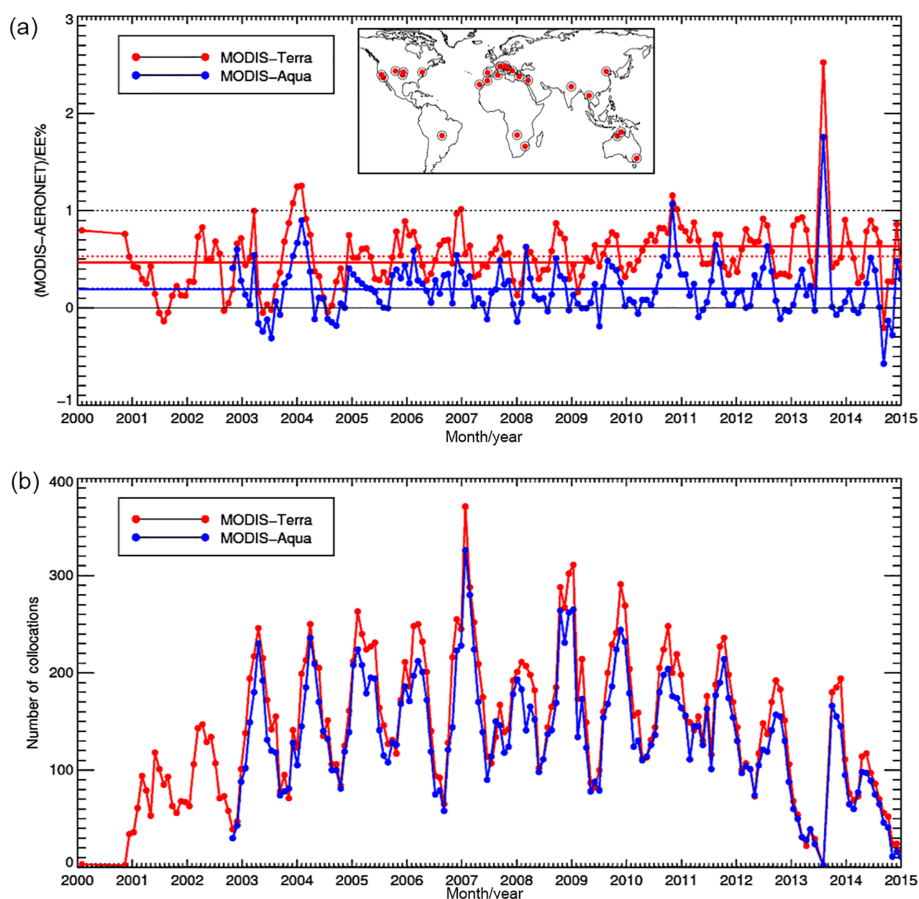 (a)
3
2
1
0
−1
(MODIS−AERONET)/EE%
MODIS−Terra
MODIS−Aqua
2000 2001 2002 2003 2004 2005 2006 2007 2008 2009 2010 2011 2012 2013 2014 2015
Month/year
(b)
400
300
200
100
0
Number of collocations
MODIS−Terra
MODIS−Aqua
2000 2001 2002 2003 2004 2005 2006 2007 2008 2009 2010 2011 2012 2013 2014 2015
Month/year